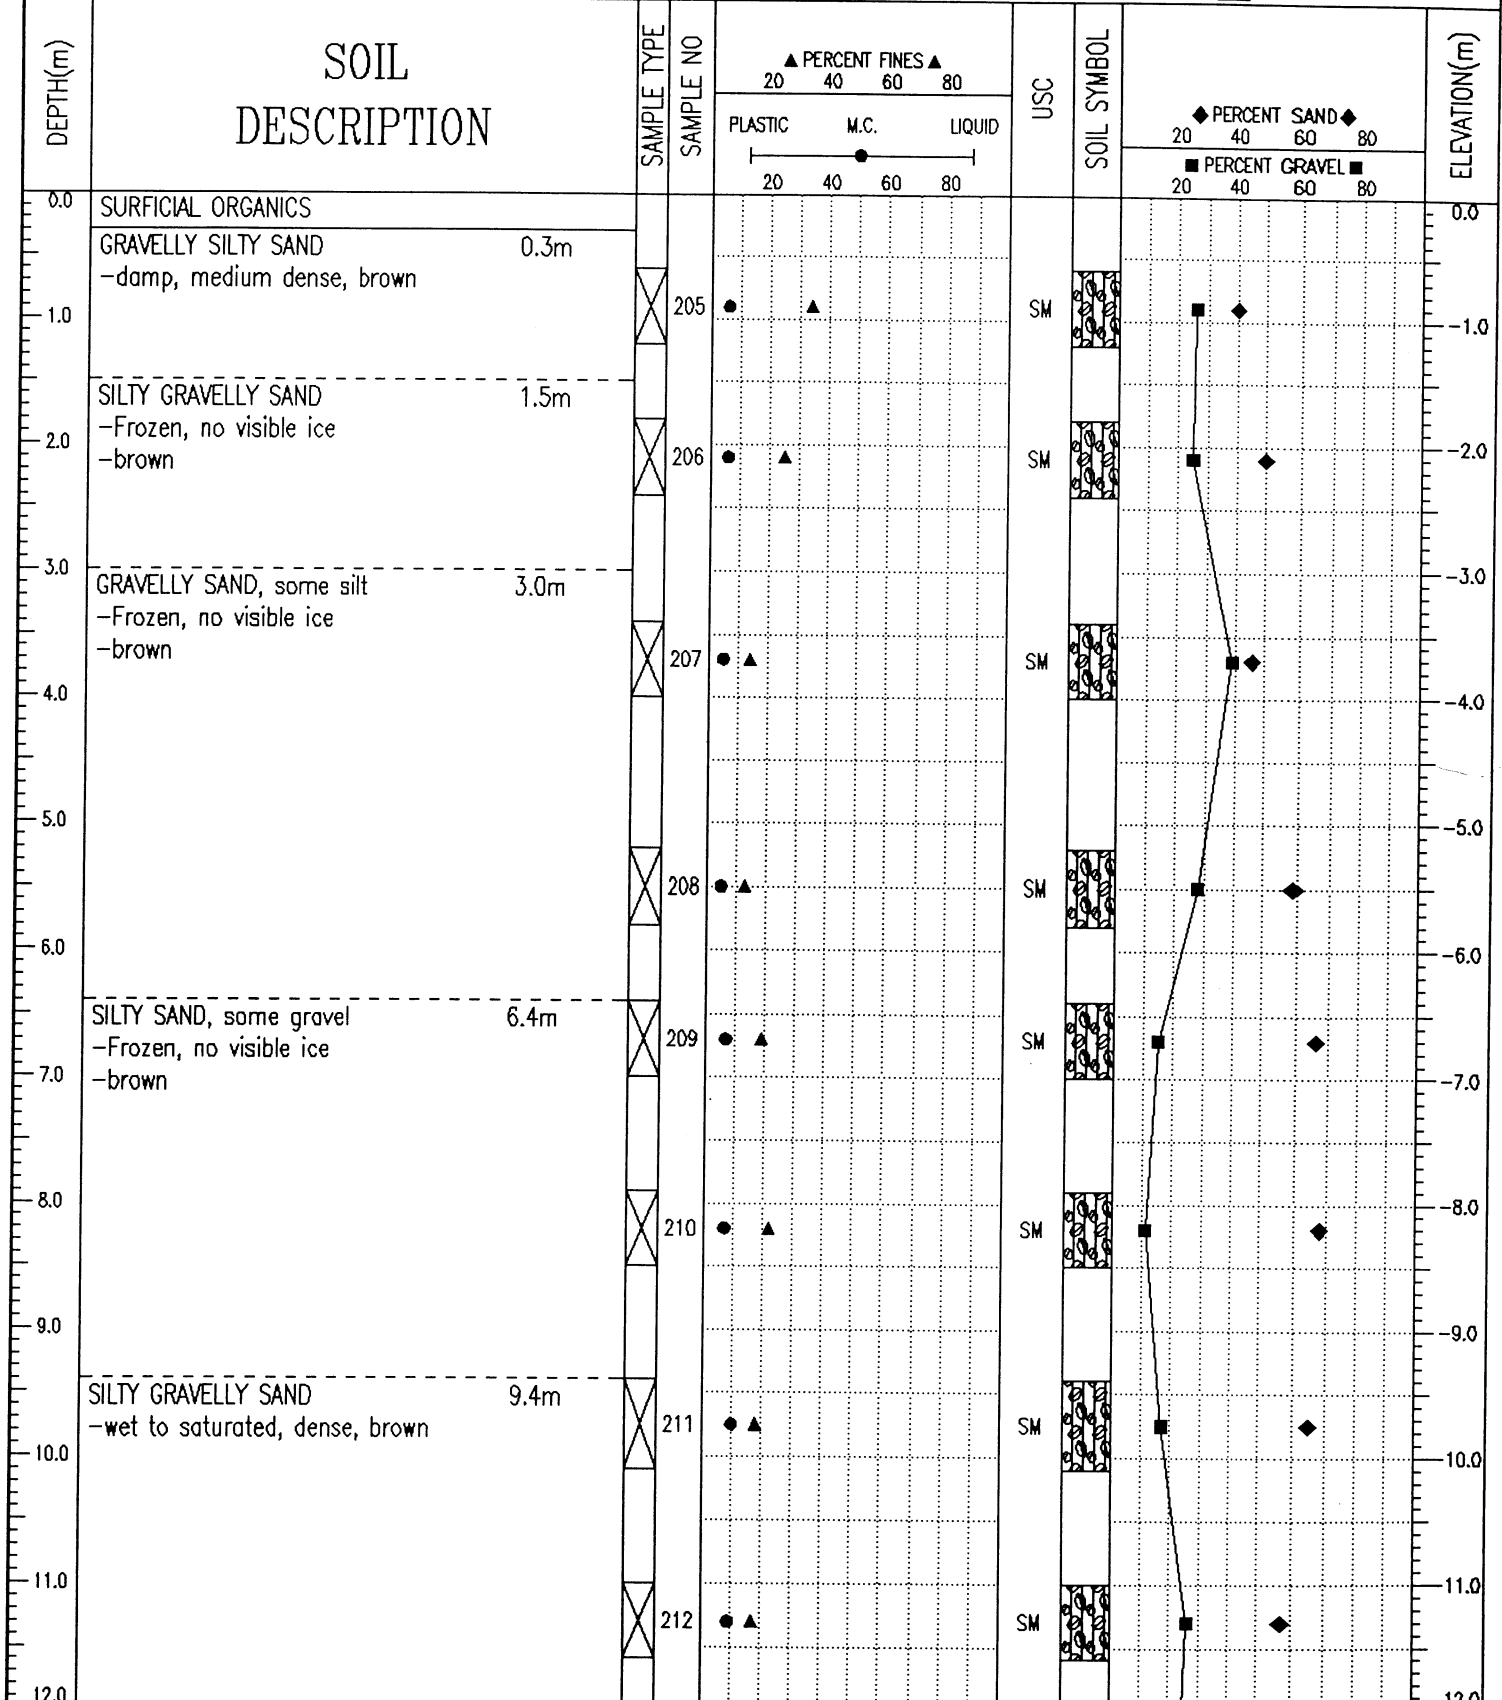 DEPTH(m)
SOIL
DESCRIPTION
SAMPLE TYPE
SAMPLE NO
▲ PERCENT FINES ▲
20 40 60 80
PLASTIC M.C. LIQUID
20 40 60 80
USC
SOIL SYMBOL
◆ PERCENT SAND ◆
20 40 60 80
■ PERCENT GRAVEL ■
20 40 60 80
ELEVATION(m)
0.0
SURFICIAL ORGANICS
0.0
GRAVELLY SILTY SAND 0.3m
-damp, medium dense, brown
205 SM
1.0
-1.0
SILTY GRAVELLY SAND 1.5m
-Frozen, no visible ice
2.0
-2.0
-brown
206 SM
3.0
-3.0
GRAVELLY SAND, some silt 3.0m
-Frozen, no visible ice
-brown
207 SM
4.0
-4.0
5.0
-5.0
208 SM
6.0
-6.0
SILTY SAND, some gravel 6.4m
-Frozen, no visible ice
209 SM
7.0
-brown
-7.0
8.0
-8.0
210 SM
9.0
-9.0
SILTY GRAVELLY SAND 9.4m
-wet to saturated, dense, brown
211 SM
10.0
-10.0
11.0
-11.0
212 SM
12.0
12.0